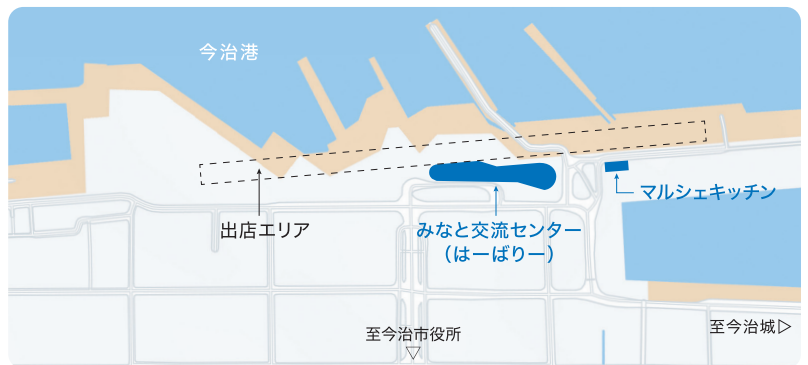 今治港
出店エリア
みなと交流センター
（はーばりー）
マルシェキッチン
至今治市役所
▽
至今治城▷